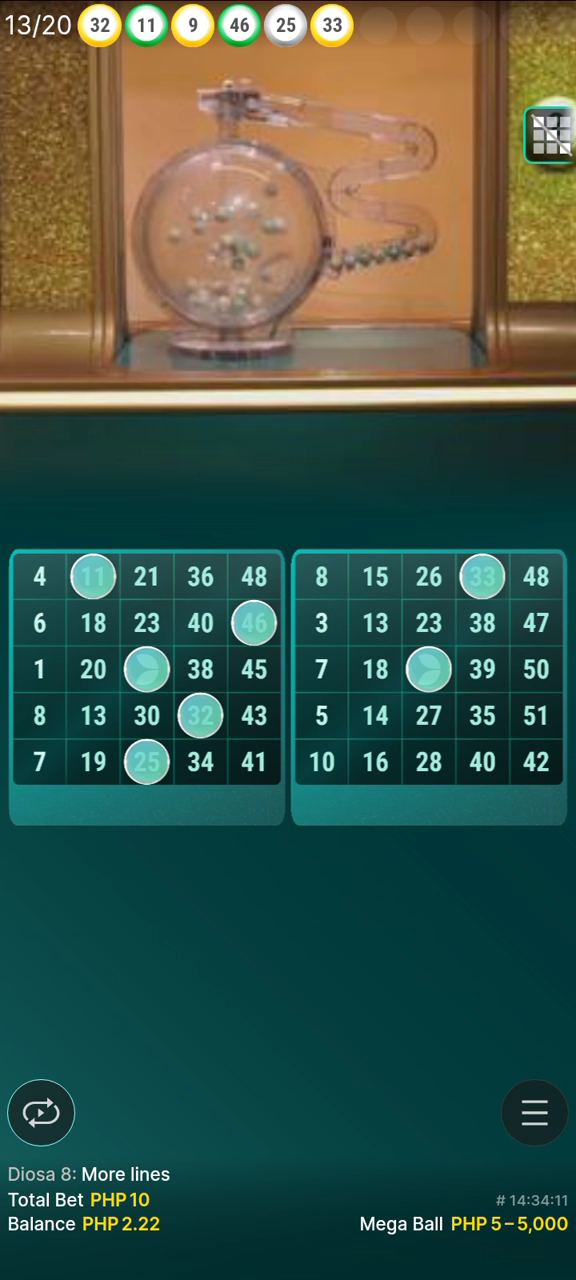 13/20 32 11 9 46 25 33
4 11 21 36 48
6 18 23 40 46
1 20 38 45
8 13 30 32 43
7 19 25 34 41
8 15 26 33 48
3 13 23 38 47
7 18 39 50
5 14 27 35 51
10 16 28 40 42
Diosa 8: More lines
Total Bet PHP 10
# 14:34:11
Balance PHP 2.22
Mega Ball PHP 5–5,000